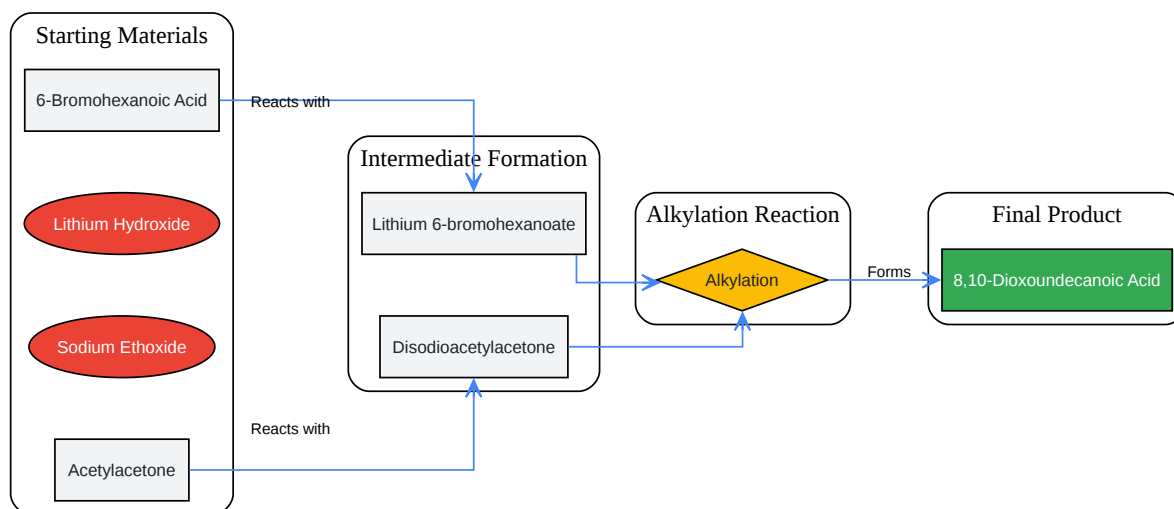 Starting Materials
6-Bromohexanoic Acid
Reacts with
Lithium Hydroxide
Sodium Ethoxide
Acetylacetone
Reacts with
Intermediate Formation
Lithium 6-bromohexanoate
Disodioacetylacetone
Alkylation Reaction
Alkylation
Forms
Final Product
8,10-Dioxoundecanoic Acid